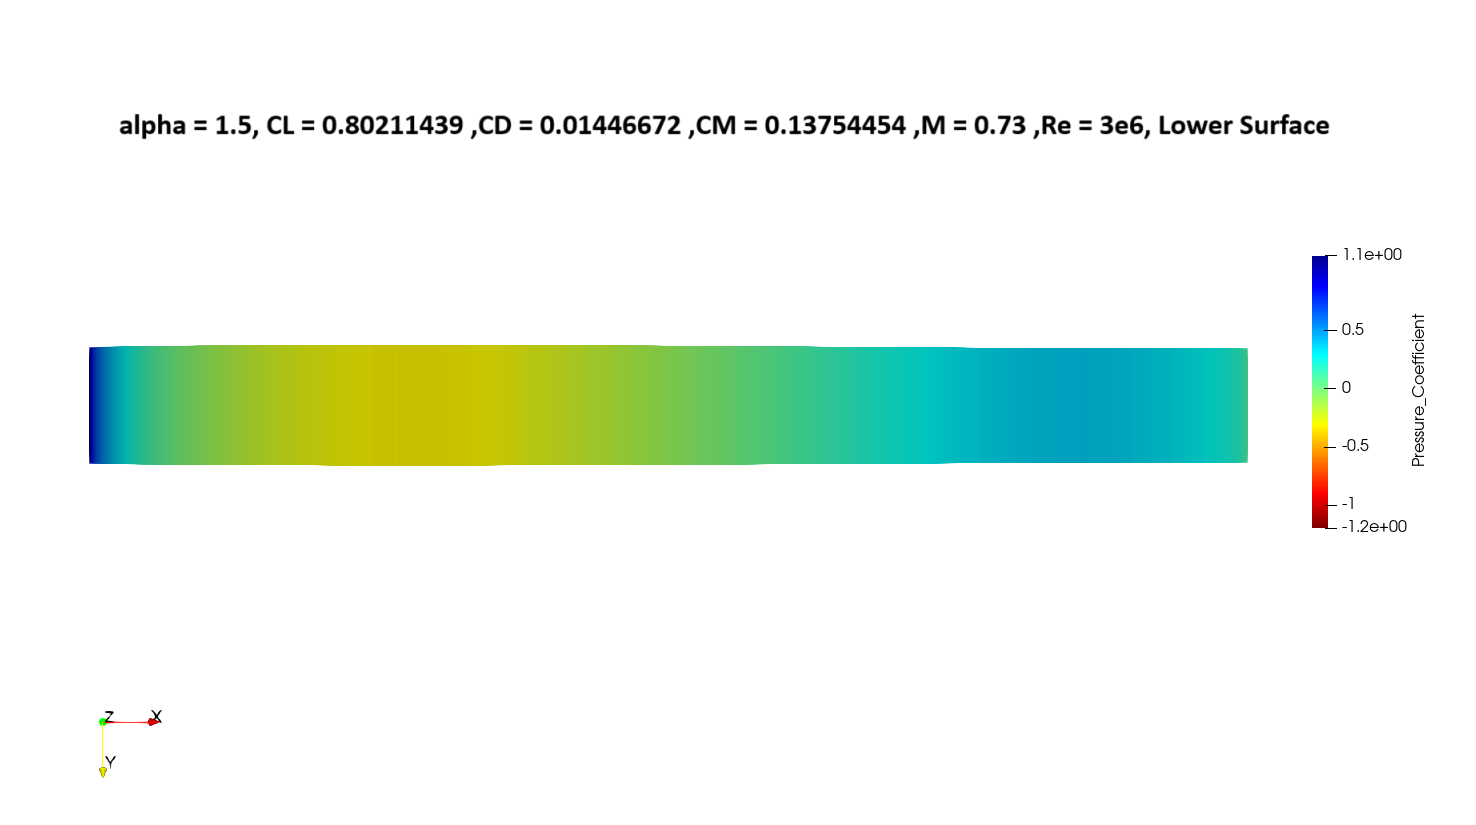 alpha = 1.5, CL = 0.80211439 ,CD = 0.01446672 ,CM = 0.13754454 ,M = 0.73 ,Re = 3e6, Lower Surface
1.1e+00
0.5
0
-0.5
-1
-1.2e+00
Pressure_Coefficient
Z
X
Y